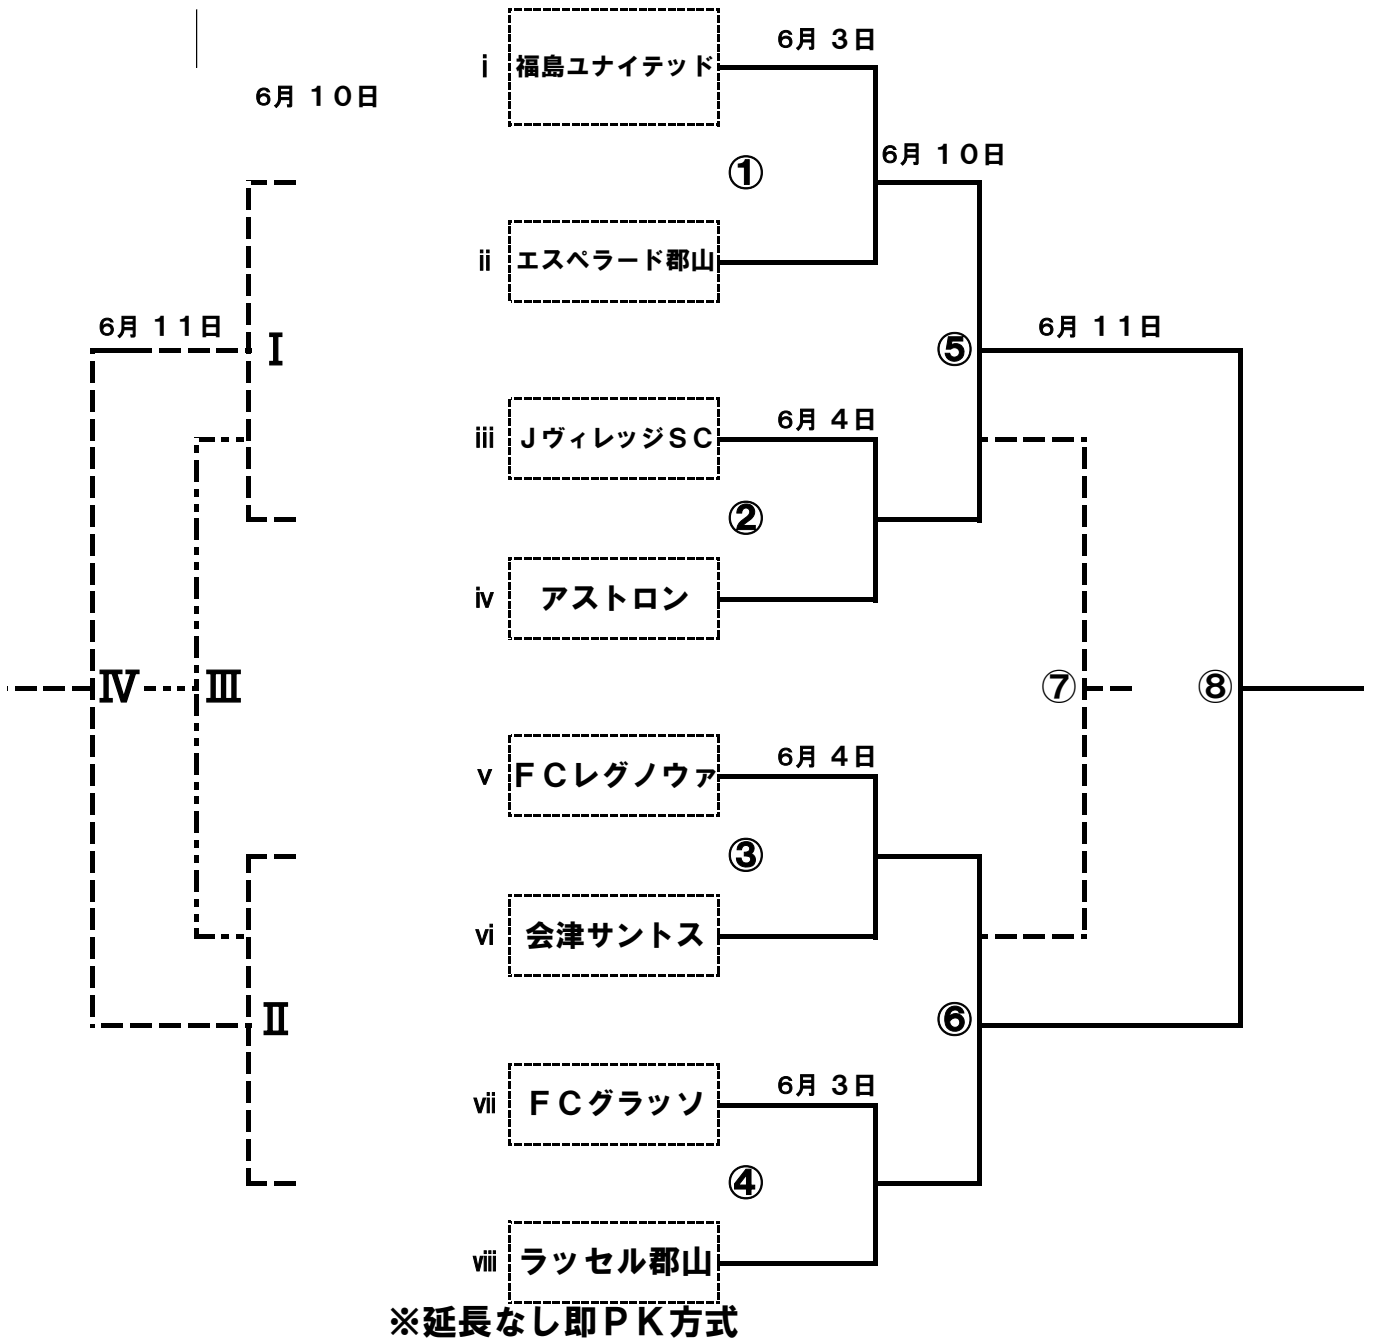 6月 3日
ⅰ 福島ユナイテッド
6月 10日
6月 10日
①
ⅱ エスペラード郡山
6月 11日
6月 11日
Ⅰ
⑤
6月 4日
ⅲ JヴィレッジSC
②
ⅳ アストロン
Ⅳ
Ⅲ
⑦
⑧
6月 4日
ⅴ FCレグノウァ
③
ⅵ 会津サントス
Ⅱ
⑥
6月 3日
ⅶ FCグラッソ
④
ⅷ ラッセル郡山
※延長なし即PK方式